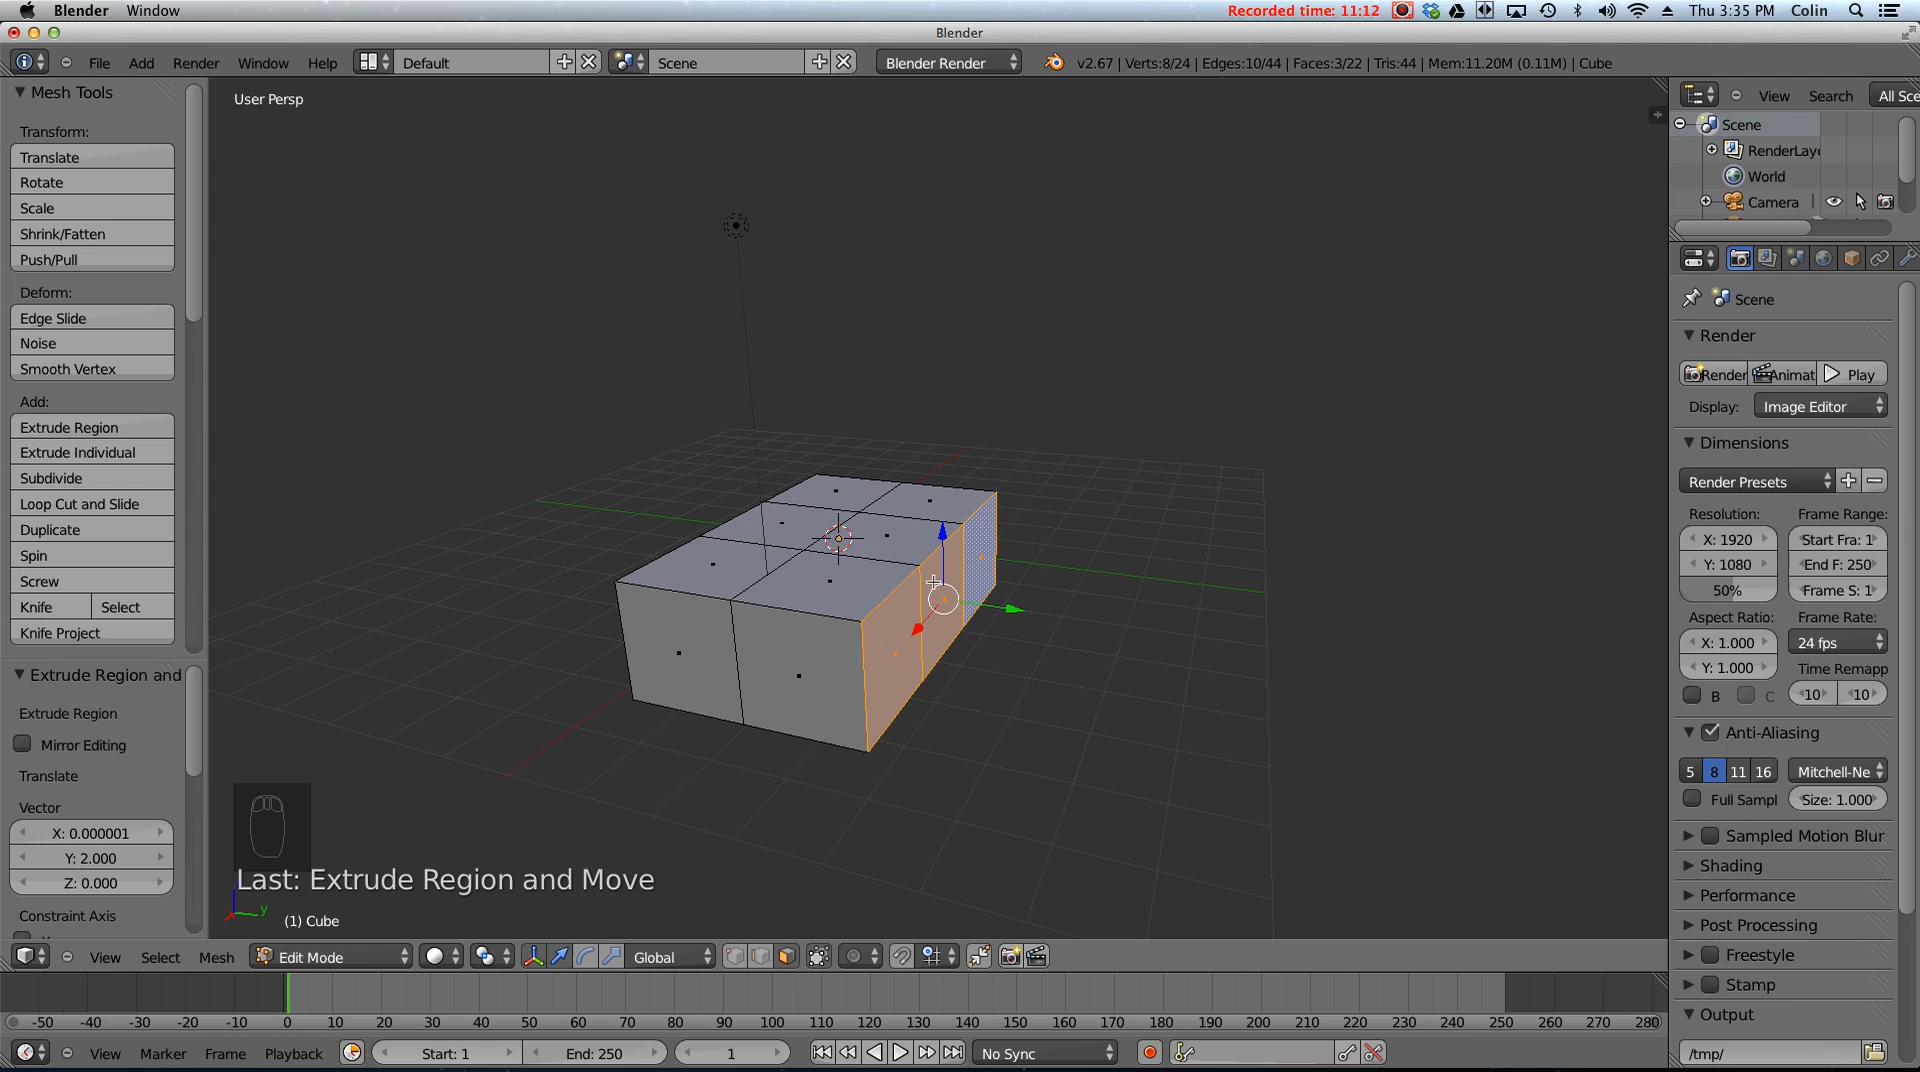 Blender Window Recorded time: 11:12 Thu 3:35 PM Colin
Blender
File Add Render Window Help Default Scene Blender Render v2.67 | Verts:8/24 | Edges:10/44 | Faces:3/22 | Tris:44 | Mem:11.20M (0.11M) | Cube
Mesh Tools
Transform:
Translate
Rotate
Scale
Shrink/Fatten
Push/Pull
Deform:
Edge Slide
Noise
Smooth Vertex
Add:
Extrude Region
Extrude Individual
Subdivide
Loop Cut and Slide
Duplicate
Spin
Screw
Knife Select
Knife Project
Extrude Region and
Extrude Region
Mirror Editing
Translate
Vector
X: 0.000001
Y: 2.000
Z: 0.000
Constraint Axis
User Persp
Last: Extrude Region and Move
y
(1) Cube
View Search All Sce
Scene
RenderLaye
World
Camera
Scene
Render
Render Animat Play
Display: Image Editor
Dimensions
Render Presets
Resolution: Frame Range:
X: 1920 Start Fra: 1
Y: 1080 End F: 250
50% Frame S: 1
Aspect Ratio: Frame Rate:
X: 1.000 24 fps
Y: 1.000 Time Remapp
B C 10 10
Anti-Aliasing
5 8 11 16 Mitchell-Ne
Full Sampl Size: 1.000
Sampled Motion Blur
Shading
Performance
Post Processing
Freestyle
Stamp
Output
/tmp/
View Select Mesh Edit Mode Global
-50 -40 -30 -20 -10 0 10 20 30 40 50 60 70 80 90 100 110 120 130 140 150 160 170 180 190 200 210 220 230 240 250 260 270 280
View Marker Frame Playback Start: 1 End: 250 1 No Sync